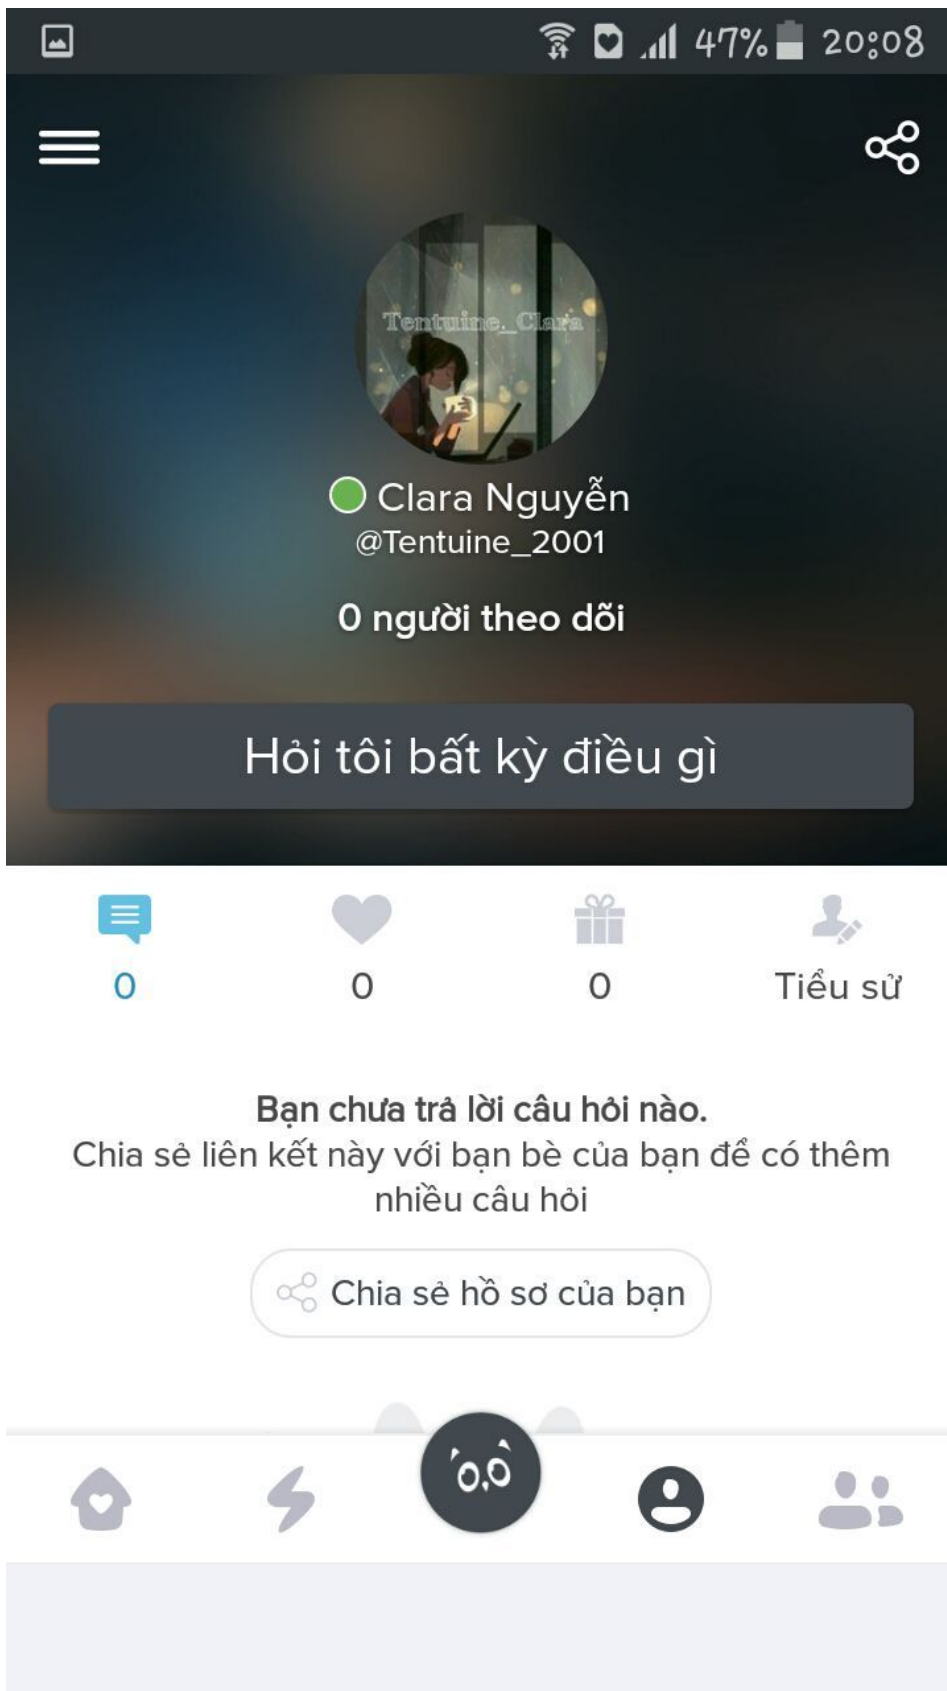 47% 20:08
Tentuine_Clara
Clara Nguyễn
@Tentuine_2001
0 người theo dõi
Hỏi tôi bất kỳ điều gì
0 0 0 Tiểu sử
Bạn chưa trả lời câu hỏi nào.
Chia sẻ liên kết này với bạn bè của bạn để có thêm
nhiều câu hỏi
Chia sẻ hồ sơ của bạn